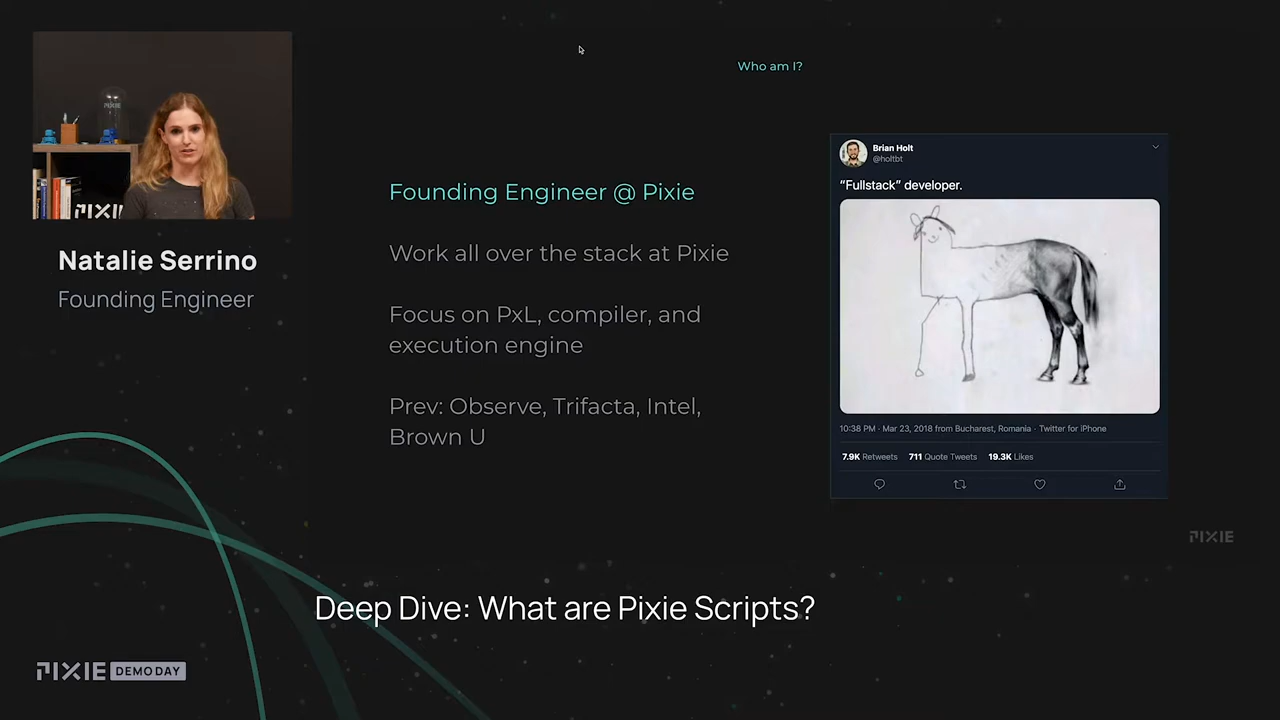 Who am I?
PIXIE
PIXIE
Natalie Serrino
Founding Engineer
Founding Engineer @ Pixie
Work all over the stack at Pixie
Focus on PxL, compiler, and
execution engine
Prev: Observe, Trifacta, Intel,
Brown U
Brian Holt
@holtbt
“Fullstack” developer.
10:38 PM · Mar 23, 2018 from Bucharest, Romania · Twitter for iPhone
7.9K Retweets 711 Quote Tweets 19.3K Likes
PIXIE
Deep Dive: What are Pixie Scripts?
PIXIE DEMO DAY